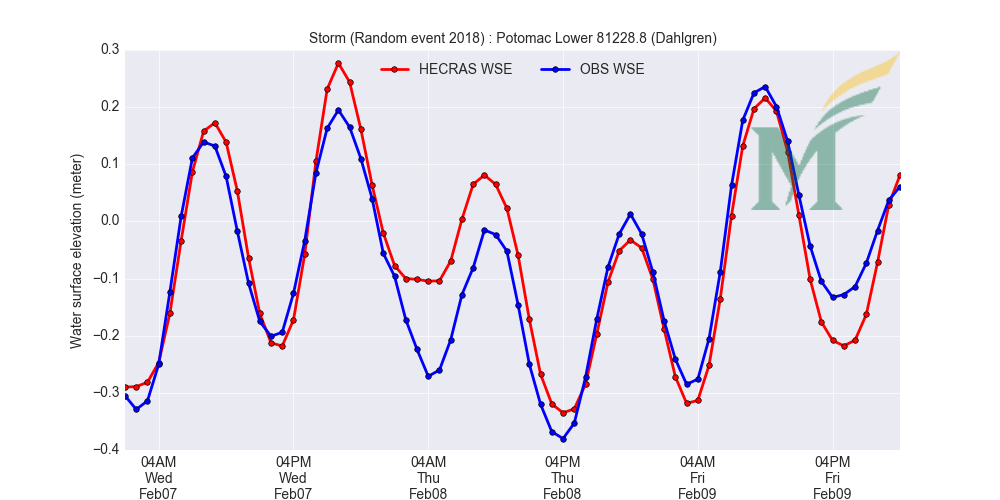 Storm (Random event 2018) : Potomac Lower 81228.8 (Dahlgren)
HECRAS WSE
OBS WSE
M
Water surface elevation (meter)
0.3
0.2
0.1
0.0
−0.1
−0.2
−0.3
−0.4
04AM
Wed
Feb07
04PM
Wed
Feb07
04AM
Thu
Feb08
04PM
Thu
Feb08
04AM
Fri
Feb09
04PM
Fri
Feb09